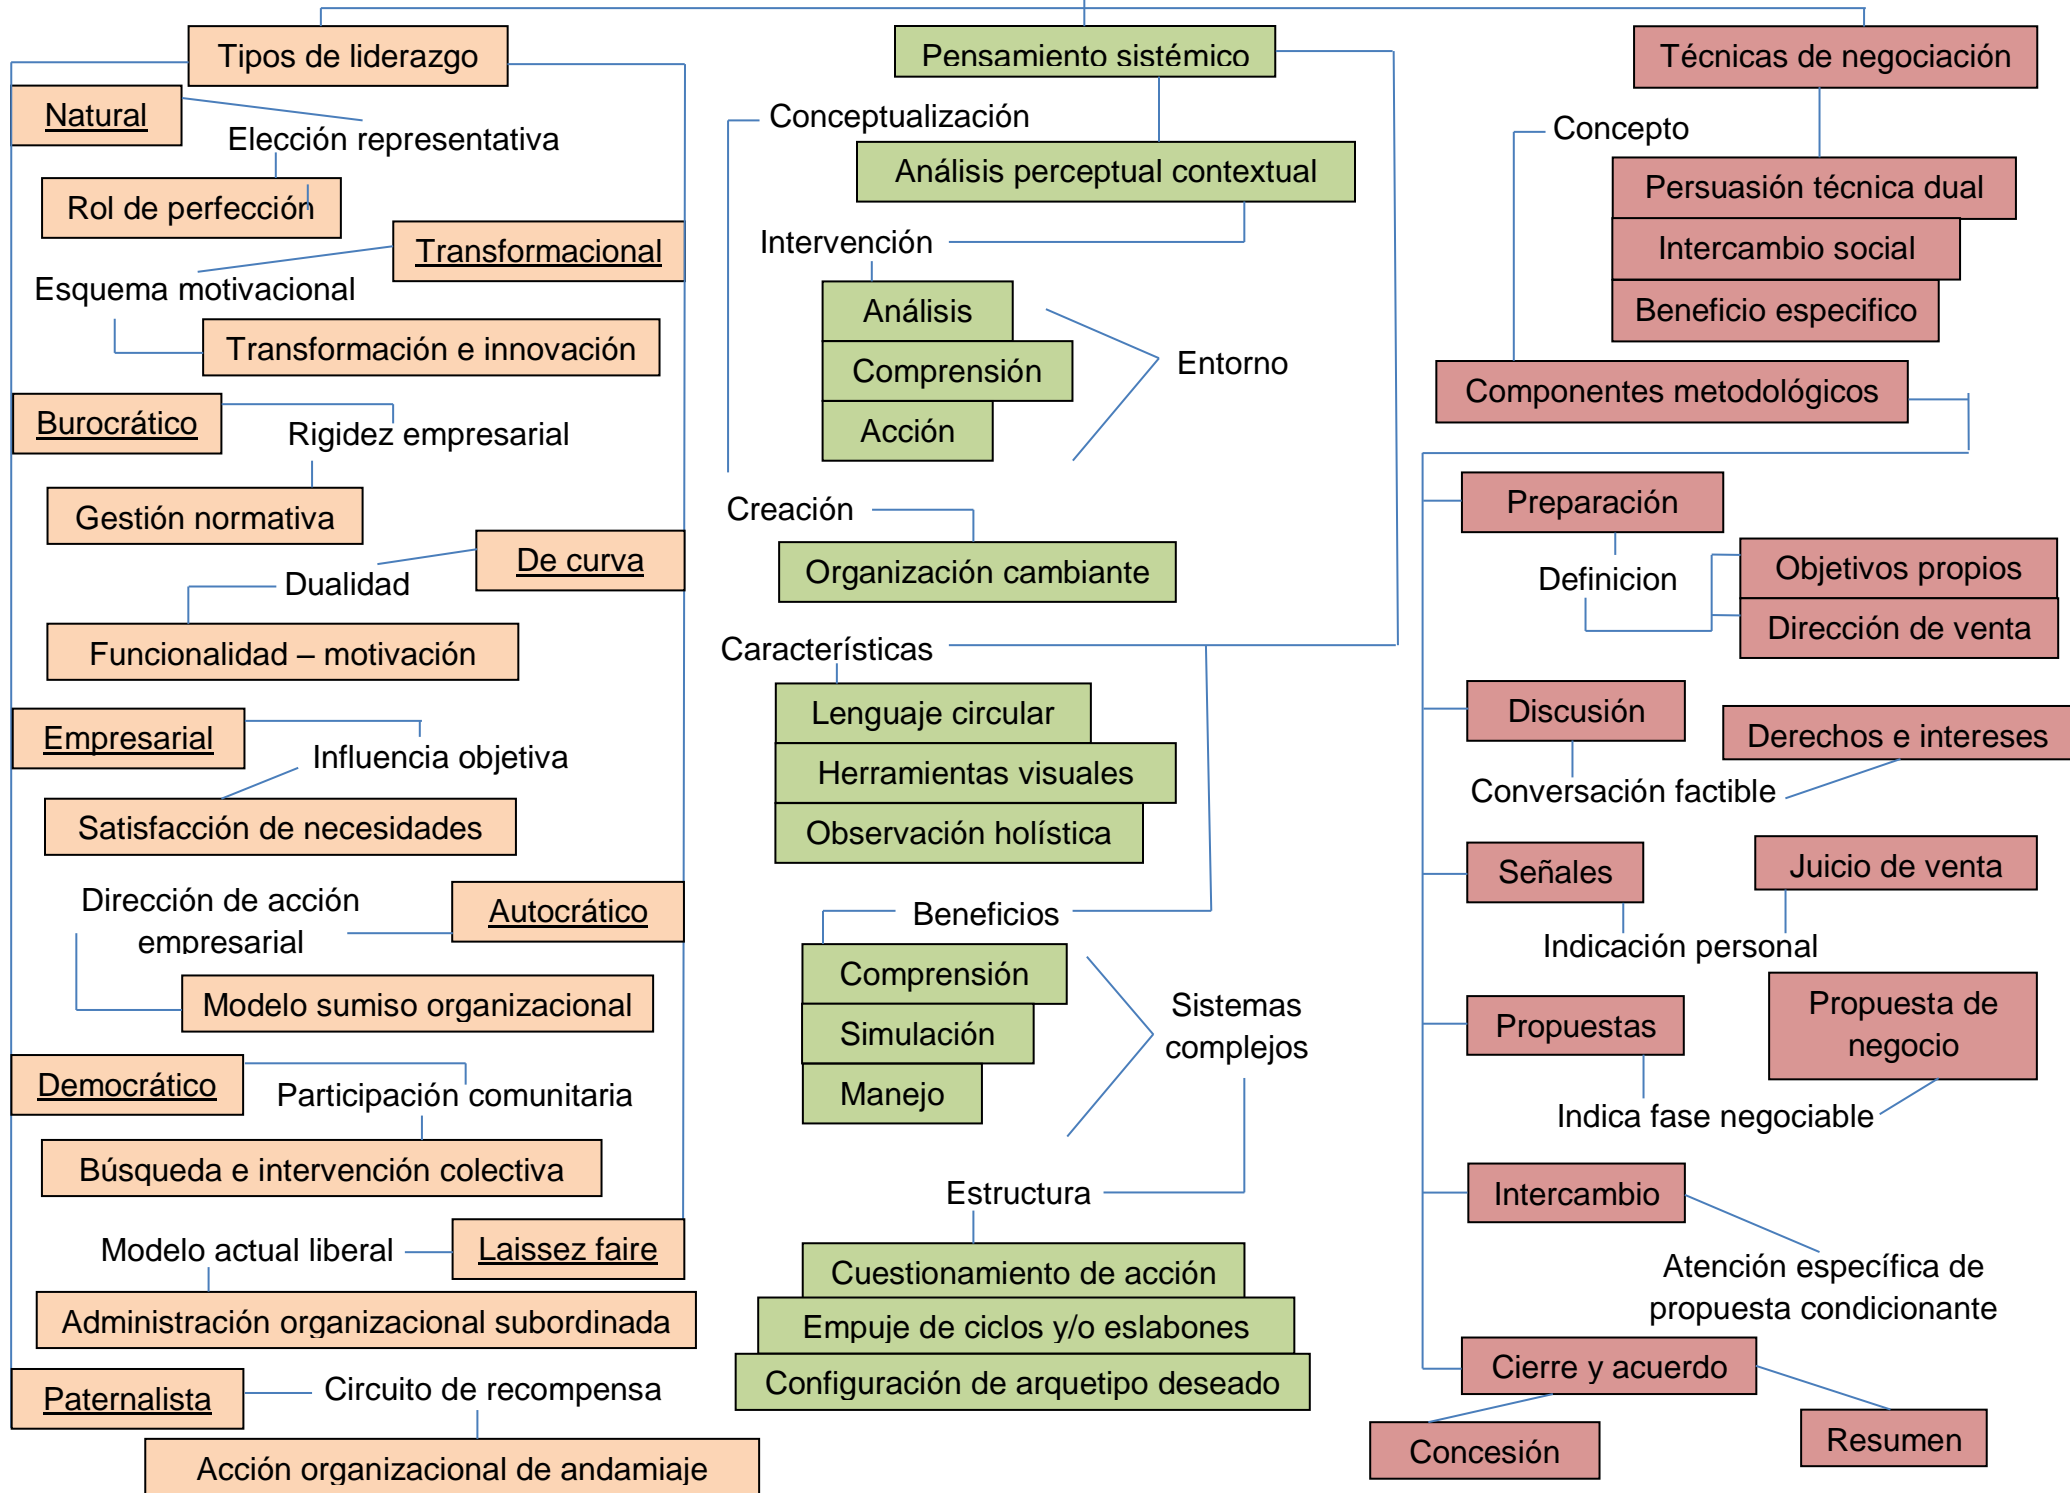 Tipos de liderazgo
Natural
Elección representativa
Rol de perfección
Transformacional
Esquema motivacional
Transformación e innovación
Burocrático
Rigidez empresarial
Gestión normativa
De curva
Dualidad
Funcionalidad – motivación
Empresarial
Influencia objetiva
Satisfacción de necesidades
Dirección de acción
empresarial
Autocrático
Modelo sumiso organizacional
Democrático
Participación comunitaria
Búsqueda e intervención colectiva
Modelo actual liberal
Laissez faire
Administración organizacional subordinada
Paternalista
Circuito de recompensa
Acción organizacional de andamiaje
Pensamiento sistémico
Conceptualización
Análisis perceptual contextual
Intervención
Análisis
Comprensión
Acción
Entorno
Creación
Organización cambiante
Características
Lenguaje circular
Herramientas visuales
Observación holística
Beneficios
Comprensión
Simulación
Manejo
Sistemas
complejos
Estructura
Cuestionamiento de acción
Empuje de ciclos y/o eslabones
Configuración de arquetipo deseado
Técnicas de negociación
Concepto
Persuasión técnica dual
Intercambio social
Beneficio especifico
Componentes metodológicos
Preparación
Definicion
Objetivos propios
Dirección de venta
Discusión
Derechos e intereses
Conversación factible
Señales
Juicio de venta
Indicación personal
Propuestas
Propuesta de
negocio
Indica fase negociable
Intercambio
Atención específica de
propuesta condicionante
Cierre y acuerdo
Concesión
Resumen